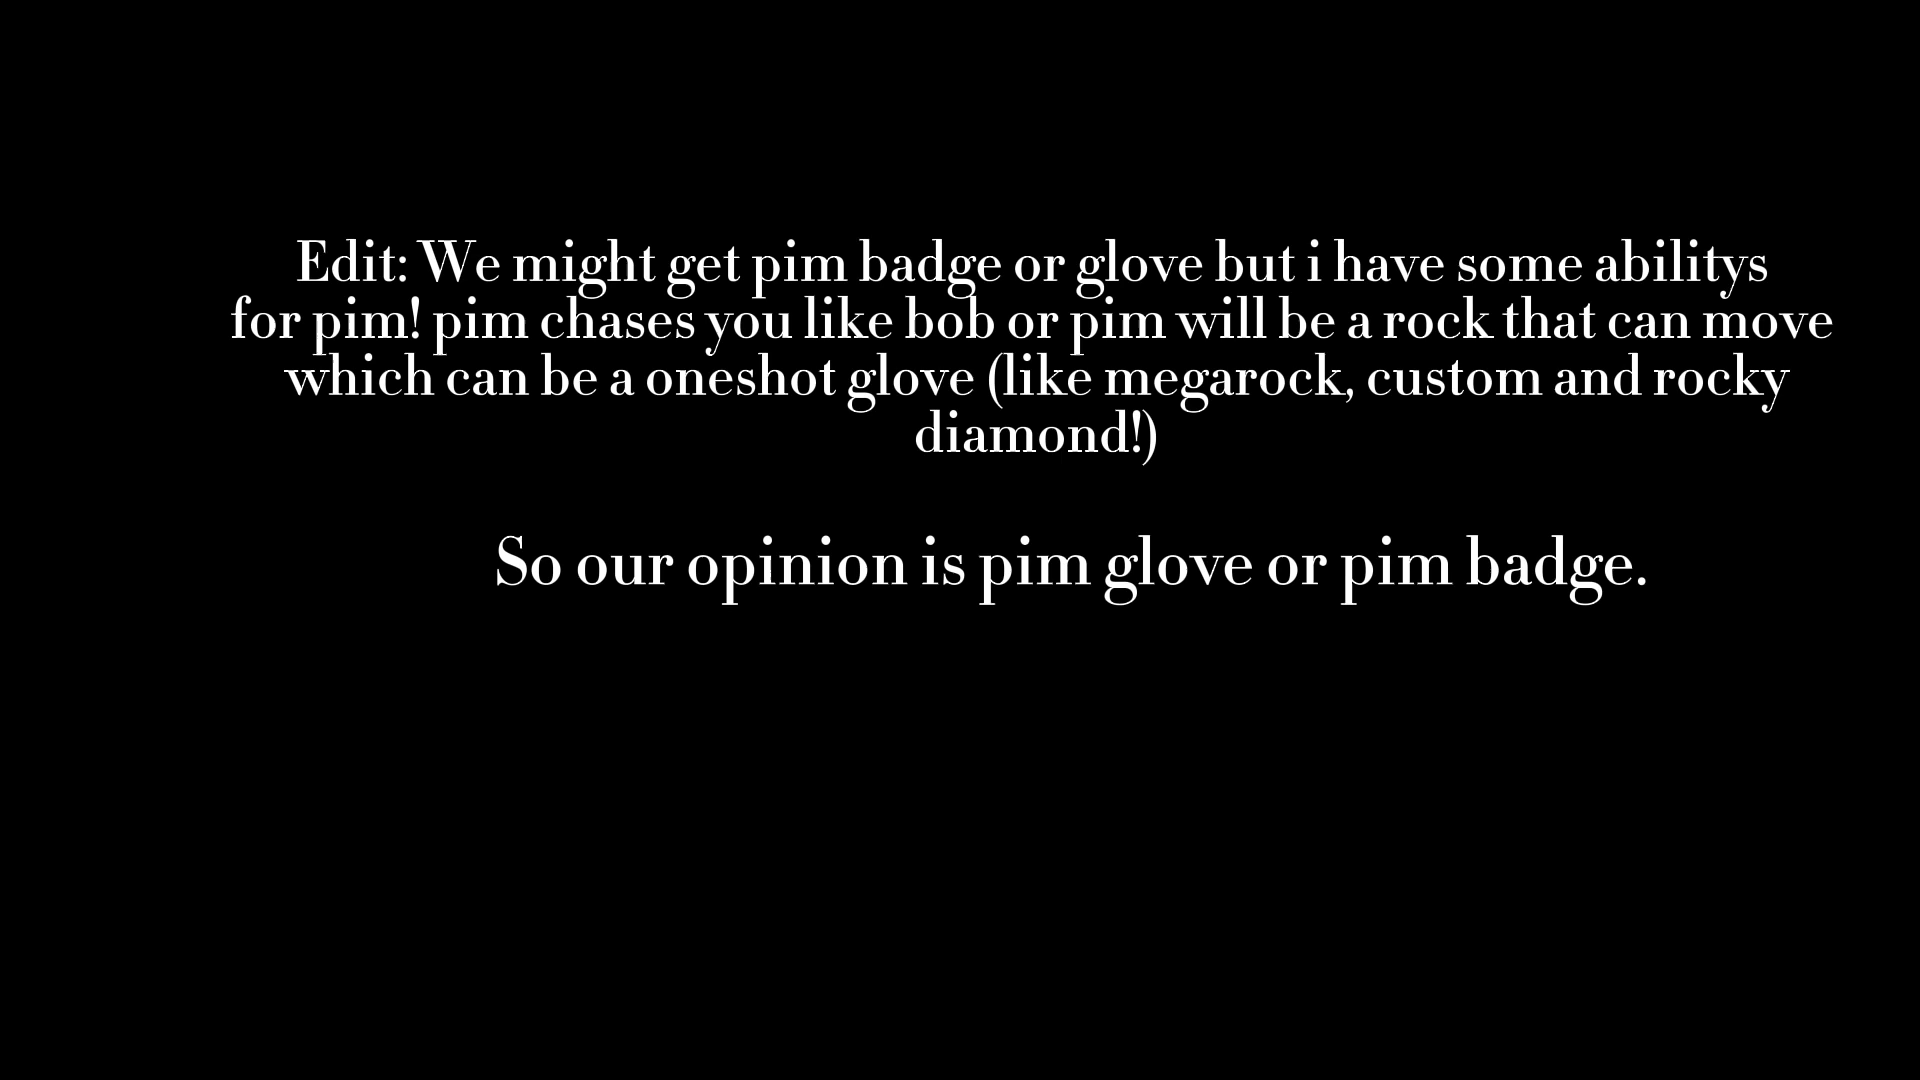 Edit: We might get pim badge or glove but i have some abilitys
for pim! pim chases you like bob or pim will be a rock that can move
which can be a oneshot glove (like megarock, custom and rocky
diamond!)
So our opinion is pim glove or pim badge.